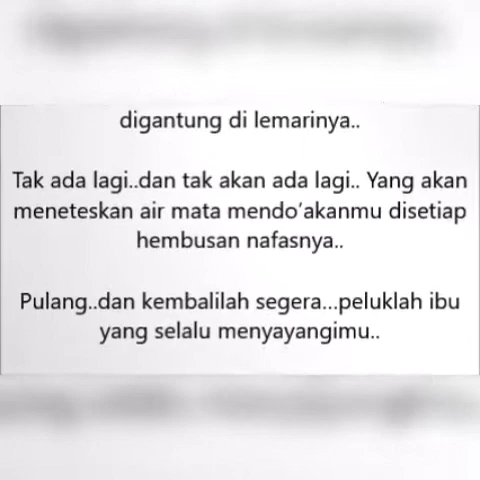 digantung di lemarinya..
Tak ada lagi..dan tak akan ada lagi.. Yang akan
meneteskan air mata mendo'akanmu disetiap
hembusan nafasnya..
Pulang..dan kembalilah segera...peluklah ibu
yang selalu menyayangimu..